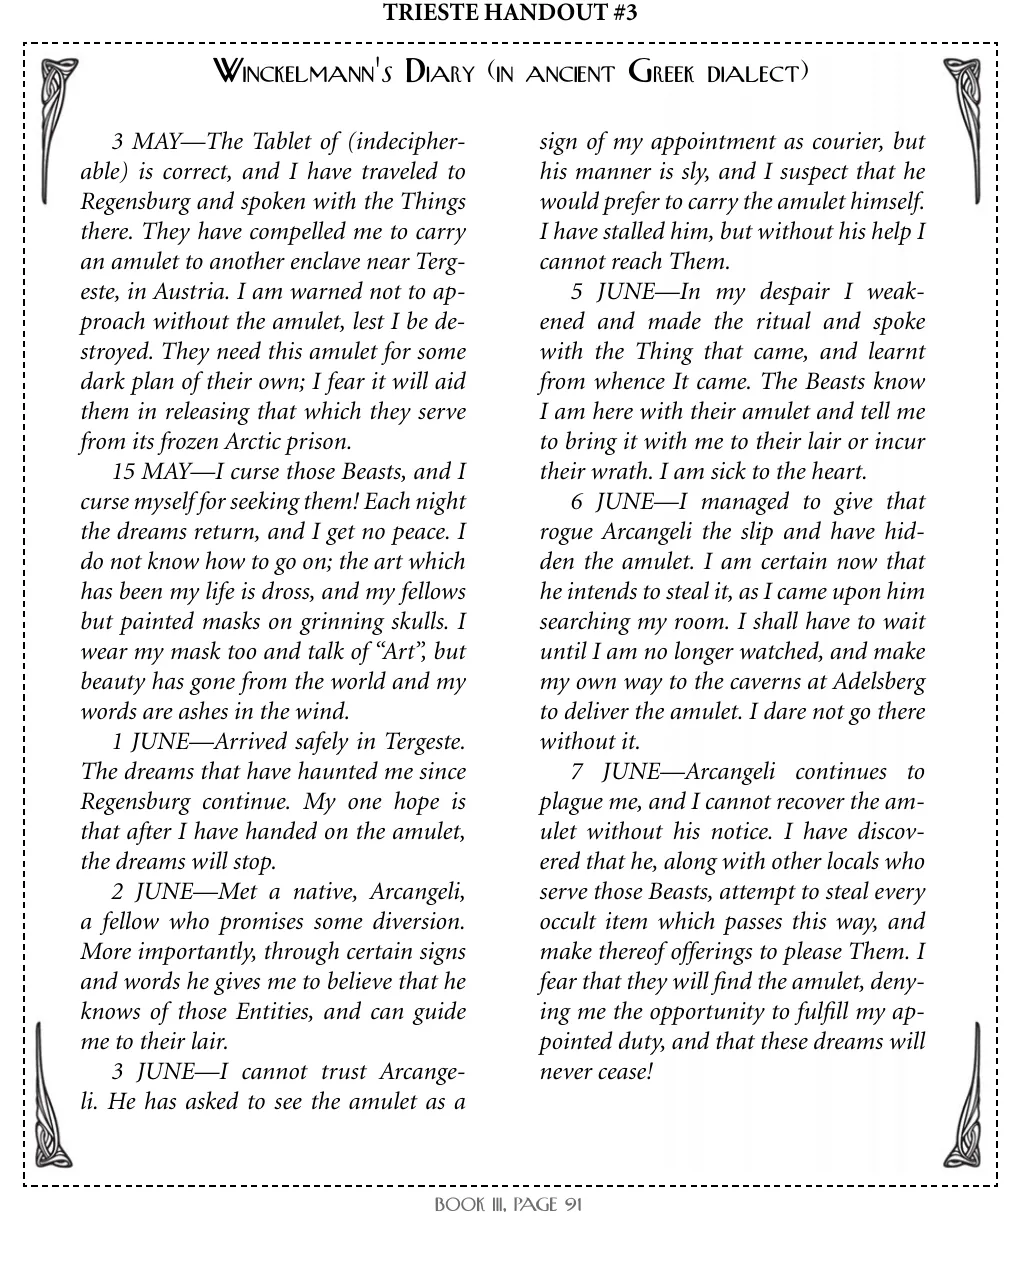 TRIESTE HANDOUT #3
Winckelmann's Diary (in ancient Greek dialect)
3 MAY—The Tablet of (indecipher-
able) is correct, and I have traveled to
Regensburg and spoken with the Things
there. They have compelled me to carry
an amulet to another enclave near Terg-
este, in Austria. I am warned not to ap-
proach without the amulet, lest I be de-
stroyed. They need this amulet for some
dark plan of their own; I fear it will aid
them in releasing that which they serve
from its frozen Arctic prison.
15 MAY—I curse those Beasts, and I
curse myself for seeking them! Each night
the dreams return, and I get no peace. I
do not know how to go on; the art which
has been my life is dross, and my fellows
but painted masks on grinning skulls. I
wear my mask too and talk of “Art”, but
beauty has gone from the world and my
words are ashes in the wind.
1 JUNE—Arrived safely in Tergeste.
The dreams that have haunted me since
Regensburg continue. My one hope is
that after I have handed on the amulet,
the dreams will stop.
2 JUNE—Met a native, Arcangeli,
a fellow who promises some diversion.
More importantly, through certain signs
and words he gives me to believe that he
knows of those Entities, and can guide
me to their lair.
3 JUNE—I cannot trust Arcange-
li. He has asked to see the amulet as a
sign of my appointment as courier, but
his manner is sly, and I suspect that he
would prefer to carry the amulet himself.
I have stalled him, but without his help I
cannot reach Them.
5 JUNE—In my despair I weak-
ened and made the ritual and spoke
with the Thing that came, and learnt
from whence It came. The Beasts know
I am here with their amulet and tell me
to bring it with me to their lair or incur
their wrath. I am sick to the heart.
6 JUNE—I managed to give that
rogue Arcangeli the slip and have hid-
den the amulet. I am certain now that
he intends to steal it, as I came upon him
searching my room. I shall have to wait
until I am no longer watched, and make
my own way to the caverns at Adelsberg
to deliver the amulet. I dare not go there
without it.
7 JUNE—Arcangeli continues to
plague me, and I cannot recover the am-
ulet without his notice. I have discov-
ered that he, along with other locals who
serve those Beasts, attempt to steal every
occult item which passes this way, and
make thereof offerings to please Them. I
fear that they will find the amulet, deny-
ing me the opportunity to fulfill my ap-
pointed duty, and that these dreams will
never cease!
BOOK III, PAGE 91